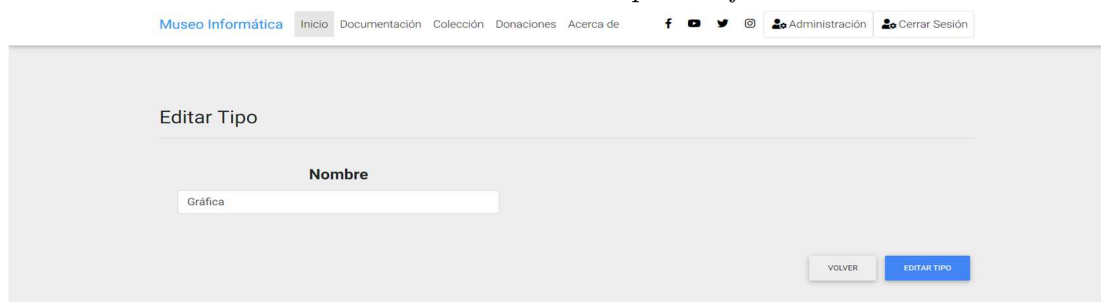 Museo Informática Inicio Documentación Colección Donaciones Acerca de Administración Cerrar Sesión
Editar Tipo
Nombre
Gráfica
VOLVER EDITAR TIPO